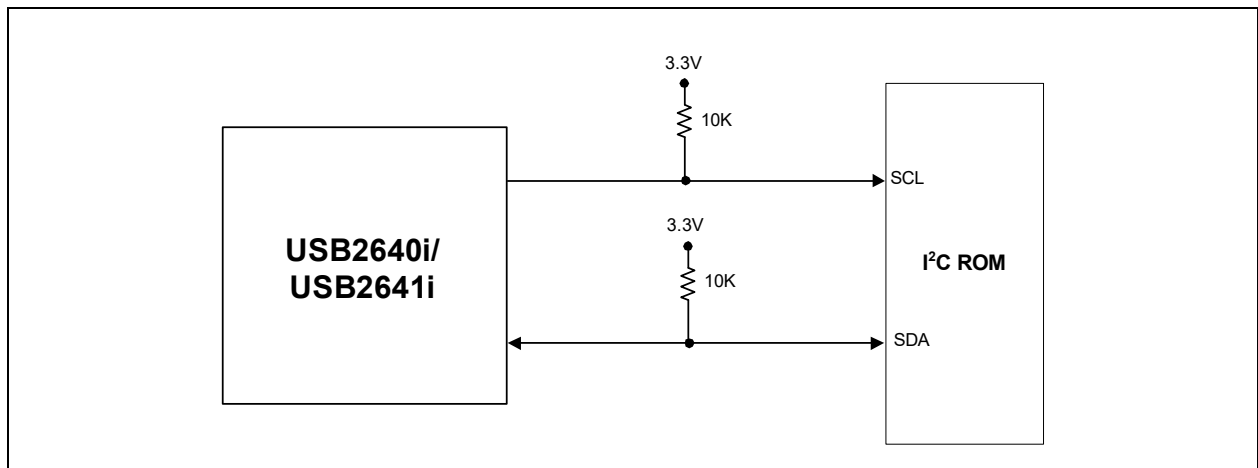 3.3V
10K
SCL
3.3V
USB2640i/
USB2641i
I²C ROM
10K
SDA